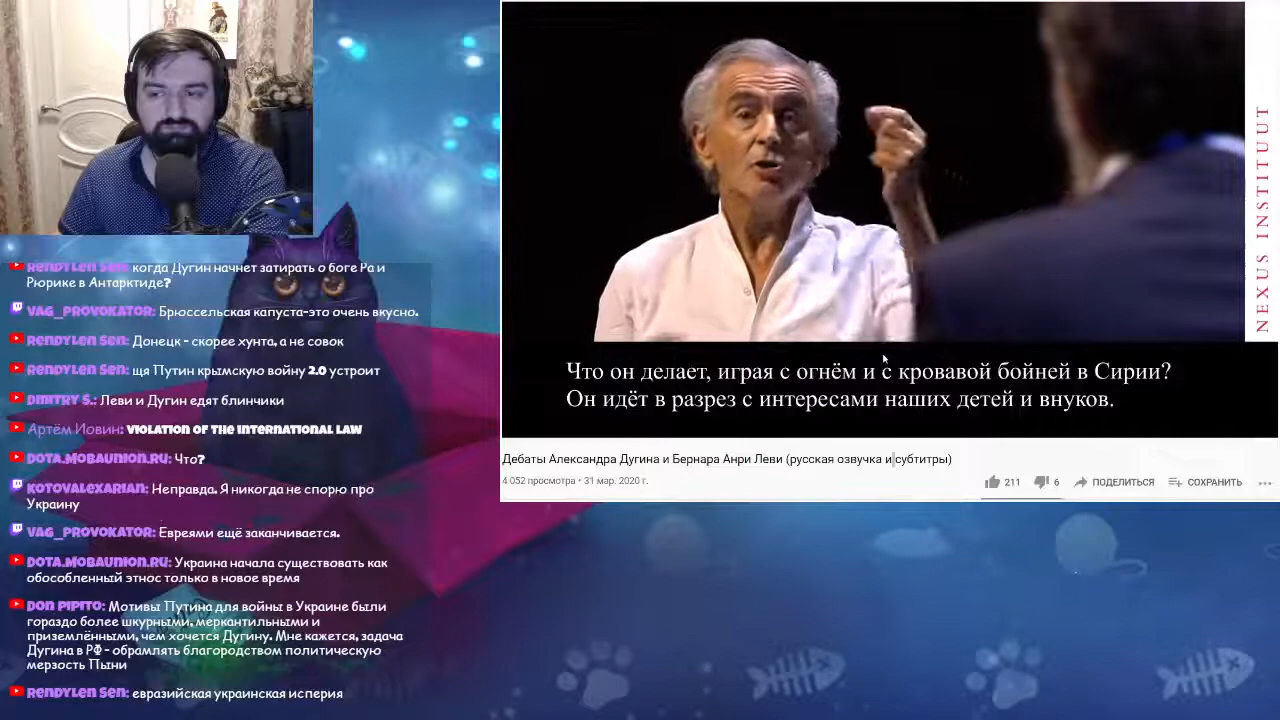 RENDYLEN SEN: когда Дугин начнет затирать о боге Ра и
Рюрике в Антарктиде?
VAG_PROVOKATOR: Брюссельская капуста-это очень вкусно.
RENDYLEN SEN: Донецк - скорее хунта, а не совок
RENDYLEN SEN: щя Путин крымскую войну 2.0 устроит
DMITRY S.: Леви и Дугин едят блинчики
Артём Иовин: VIOLATION OF THE INTERNATIONAL LAW
DOTA.MOBAUNION.RU: Что?
KOTOVALEXARIAN: Неправда. Я никогда не спорю про
Украину
VAG_PROVOKATOR: Евреями ещё заканчивается.
DOTA.MOBAUNION.RU: Украина начала существовать как
обособленный этнос только в новое время
DON PIPITO: Мотивы Путина для войны в Украине были
гораздо более шкурными, меркантильными и
приземлёнными, чем хочется Дугину. Мне кажется, задача
Дугина в РФ - обрамлять благородством политическую
мерзость Пыни
RENDYLEN SEN: евразийская украинская исперия
NEXUS INSTITUUT
Что он делает, играя с огнём и с кровавой бойней в Сирии?
Он идёт в разрез с интересами наших детей и внуков.
Дебаты Александра Дугина и Бернара Анри Леви (русская озвучка и субтитры)
4 052 просмотра • 31 мар. 2020 г.
211 6 ПОДЕЛИТЬСЯ СОХРАНИТЬ